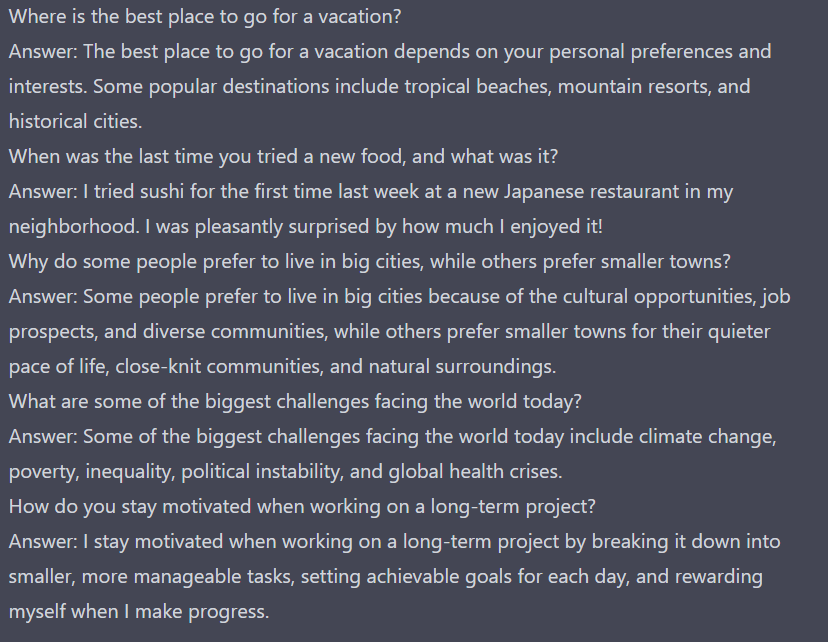 Where is the best place to go for a vacation?
Answer: The best place to go for a vacation depends on your personal preferences and
interests. Some popular destinations include tropical beaches, mountain resorts, and
historical cities.
When was the last time you tried a new food, and what was it?
Answer: I tried sushi for the first time last week at a new Japanese restaurant in my
neighborhood. I was pleasantly surprised by how much I enjoyed it!
Why do some people prefer to live in big cities, while others prefer smaller towns?
Answer: Some people prefer to live in big cities because of the cultural opportunities, job
prospects, and diverse communities, while others prefer smaller towns for their quieter
pace of life, close-knit communities, and natural surroundings.
What are some of the biggest challenges facing the world today?
Answer: Some of the biggest challenges facing the world today include climate change,
poverty, inequality, political instability, and global health crises.
How do you stay motivated when working on a long-term project?
Answer: I stay motivated when working on a long-term project by breaking it down into
smaller, more manageable tasks, setting achievable goals for each day, and rewarding
myself when I make progress.